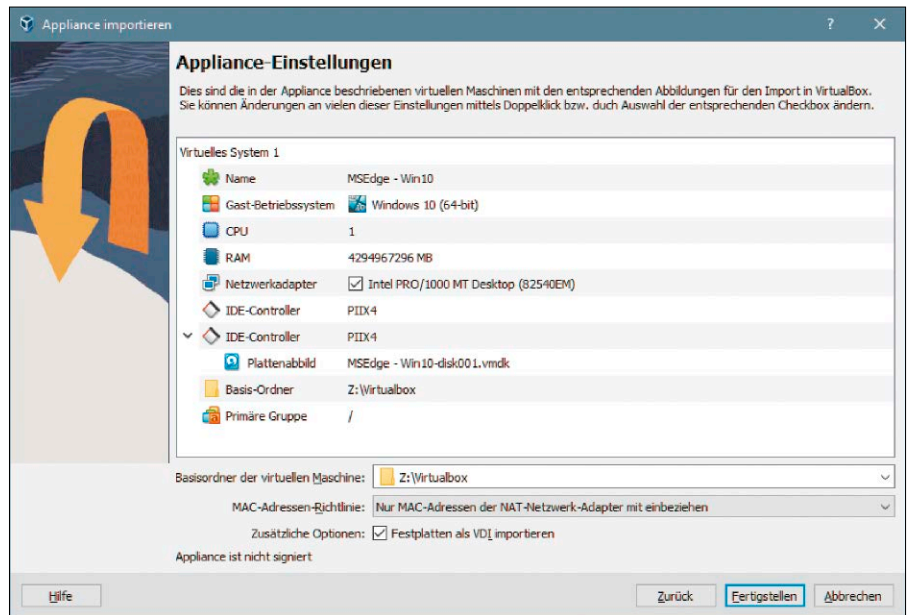 Appliance importieren
Appliance-Einstellungen
Dies sind die in der Appliance beschriebenen virtuellen Maschinen mit den entsprechenden Abbildungen für den Import in VirtualBox.
Sie können Änderungen an vielen dieser Einstellungen mittels Doppelklick bzw. duch Auswahl der entsprechenden Checkbox ändern.
Virtuelles System 1
Name MSEdge - Win10
Gast-Betriebssystem Windows 10 (64-bit)
CPU 1
RAM 4294967296 MB
Netzwerkadapter Intel PRO/1000 MT Desktop (82540EM)
IDE-Controller PIIX4
IDE-Controller PIIX4
Plattenabbild MSEdge - Win10-disk001.vmdk
Basis-Ordner Z:\Virtualbox
Primäre Gruppe /
Basisordner der virtuellen Maschine: Z:\Virtualbox
MAC-Adressen-Richtlinie: Nur MAC-Adressen der NAT-Netzwerk-Adapter mit einbeziehen
Zusätzliche Optionen: Festplatten als VDI importieren
Appliance ist nicht signiert
Hilfe Zurück Fertigstellen Abbrechen